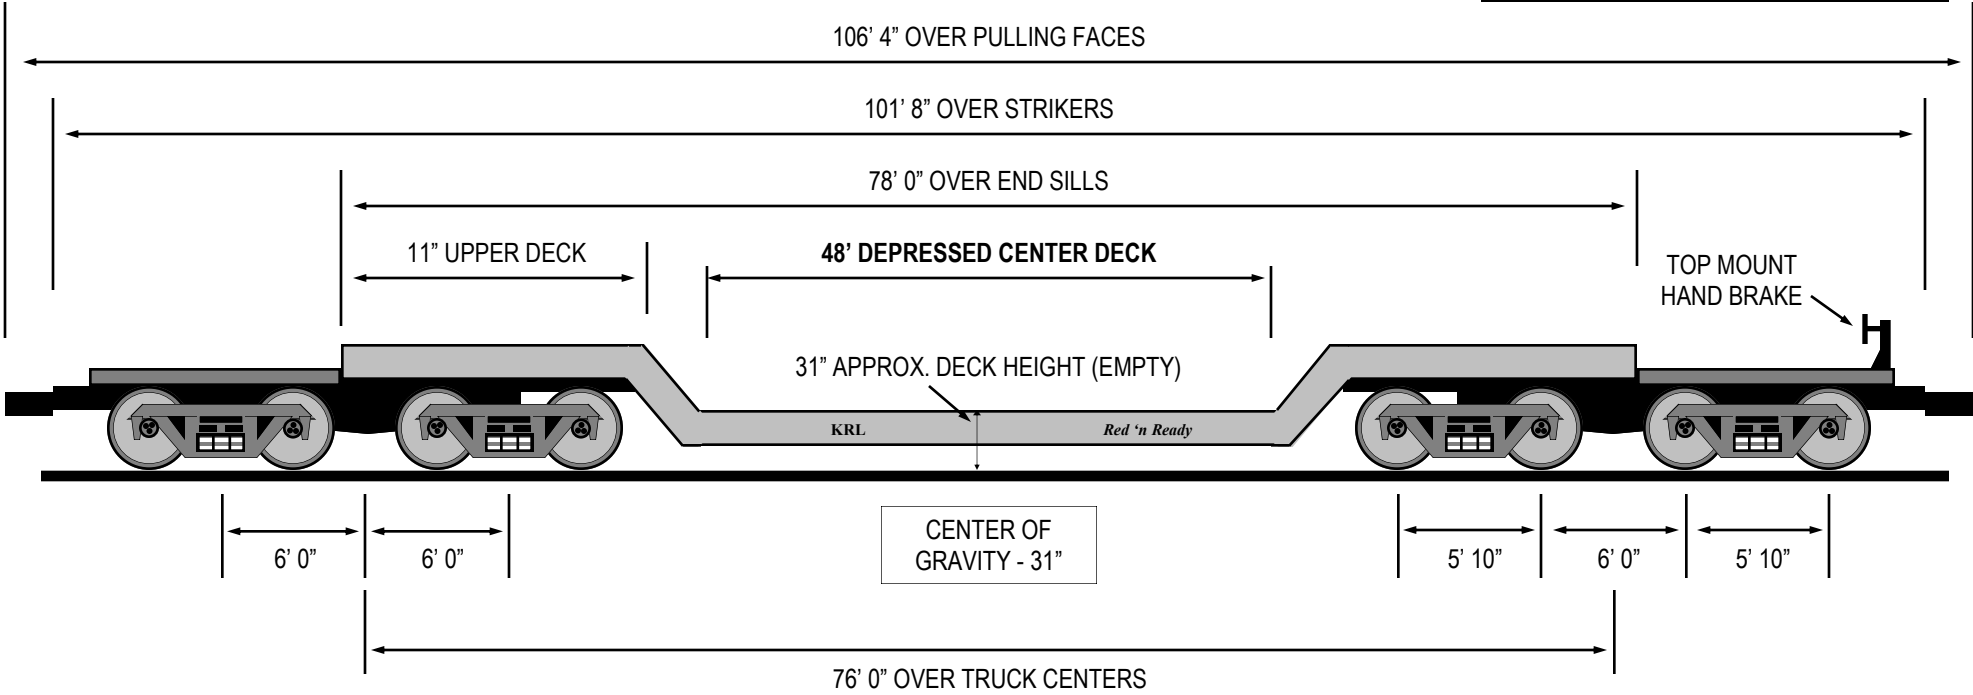 106’ 4” OVER PULLING FACES
101’ 8” OVER STRIKERS
78’ 0” OVER END SILLS
11” UPPER DECK
48’ DEPRESSED CENTER DECK
TOP MOUNT
HAND BRAKE
31” APPROX. DECK HEIGHT (EMPTY)
KRL
Red ‘n Ready
CENTER OF
GRAVITY - 31”
6’ 0”
6’ 0”
5’ 10”
6’ 0”
5’ 10”
76’ 0” OVER TRUCK CENTERS